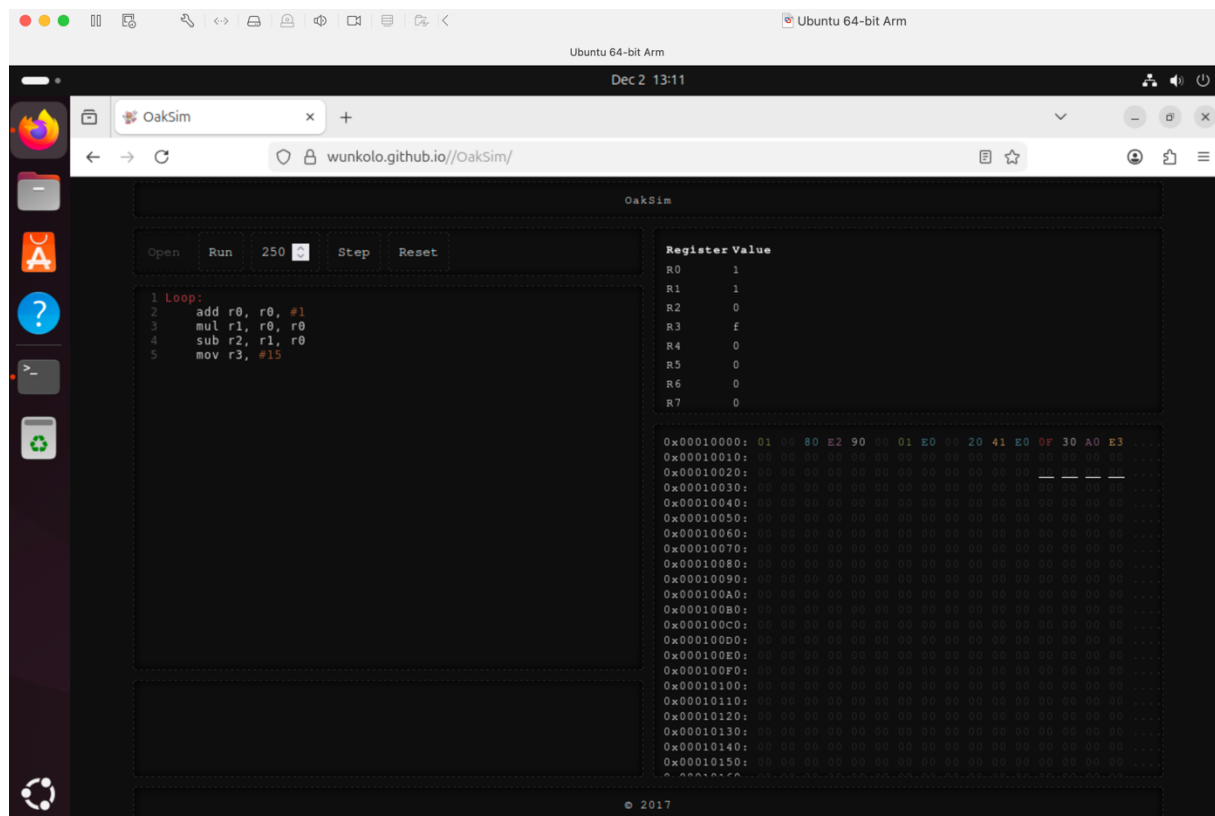 Ubuntu 64-bit Arm
Ubuntu 64-bit Arm
Dec 2 13:11
OakSim
wunkolo.github.io//OakSim/
OakSim
Open Run 250 Step Reset
1 Loop:
2 add r0, r0, #1
3 mul r1, r0, r0
4 sub r2, r1, r0
5 mov r3, #15
Register Value
R0 1
R1 1
R2 0
R3 f
R4 0
R5 0
R6 0
R7 0
0x00010000: 01 00 80 E2 90 00 01 E0 00 20 41 E0 0F 30 A0 E3 ....
0x00010010: 00 00 00 00 00 00 00 00 00 00 00 00 00 00 00 00 ....
0x00010020: 00 00 00 00 00 00 00 00 00 00 00 00 00 00 00 00 ....
0x00010030: 00 00 00 00 00 00 00 00 00 00 00 00 00 00 00 00 ....
0x00010040: 00 00 00 00 00 00 00 00 00 00 00 00 00 00 00 00 ....
0x00010050: 00 00 00 00 00 00 00 00 00 00 00 00 00 00 00 00 ....
0x00010060: 00 00 00 00 00 00 00 00 00 00 00 00 00 00 00 00 ....
0x00010070: 00 00 00 00 00 00 00 00 00 00 00 00 00 00 00 00 ....
0x00010080: 00 00 00 00 00 00 00 00 00 00 00 00 00 00 00 00 ....
0x00010090: 00 00 00 00 00 00 00 00 00 00 00 00 00 00 00 00 ....
0x000100A0: 00 00 00 00 00 00 00 00 00 00 00 00 00 00 00 00 ....
0x000100B0: 00 00 00 00 00 00 00 00 00 00 00 00 00 00 00 00 ....
0x000100C0: 00 00 00 00 00 00 00 00 00 00 00 00 00 00 00 00 ....
0x000100D0: 00 00 00 00 00 00 00 00 00 00 00 00 00 00 00 00 ....
0x000100E0: 00 00 00 00 00 00 00 00 00 00 00 00 00 00 00 00 ....
0x000100F0: 00 00 00 00 00 00 00 00 00 00 00 00 00 00 00 00 ....
0x00010100: 00 00 00 00 00 00 00 00 00 00 00 00 00 00 00 00 ....
0x00010110: 00 00 00 00 00 00 00 00 00 00 00 00 00 00 00 00 ....
0x00010120: 00 00 00 00 00 00 00 00 00 00 00 00 00 00 00 00 ....
0x00010130: 00 00 00 00 00 00 00 00 00 00 00 00 00 00 00 00 ....
0x00010140: 00 00 00 00 00 00 00 00 00 00 00 00 00 00 00 00 ....
0x00010150: 00 00 00 00 00 00 00 00 00 00 00 00 00 00 00 00 ....
© 2017